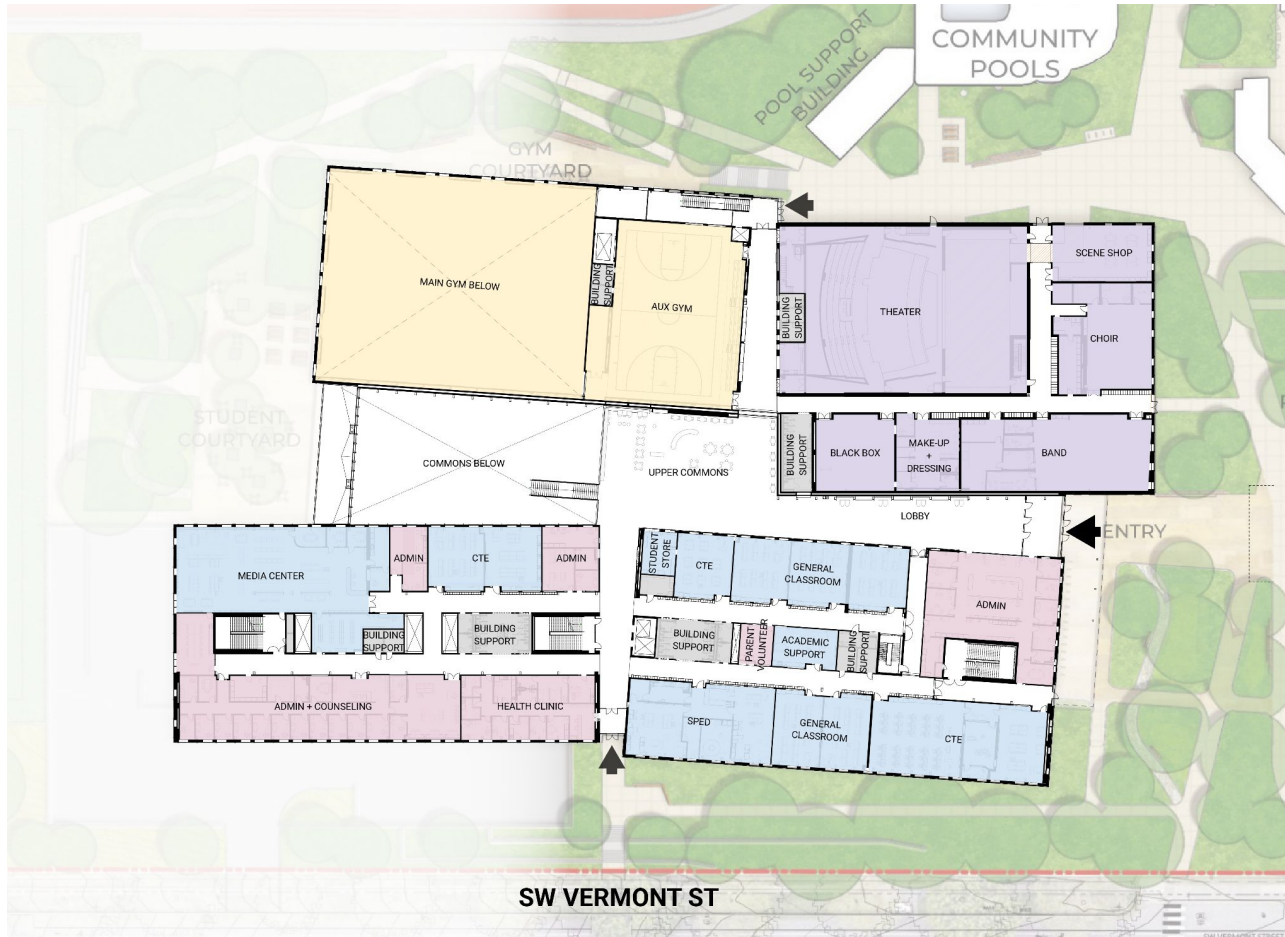 COMMUNITY
POOLS
POOL SUPPORT
BUILDING
GYM
COURTYARD
SCENE SHOP
MAIN GYM BELOW
BUILDING
SUPPORT
AUX GYM
BUILDING
SUPPORT
THEATER
CHOIR
STUDENT
COURTYARD
COMMONS BELOW
UPPER COMMONS
BUILDING
SUPPORT
BLACK BOX
MAKE-UP
+
DRESSING
BAND
LOBBY
ENTRY
MEDIA CENTER
ADMIN
CTE
ADMIN
STUDENT
STORE
CTE
GENERAL
CLASSROOM
ADMIN
BUILDING
SUPPORT
BUILDING
SUPPORT
BUILDING
SUPPORT
PARENT
VOLUNTEER
ACADEMIC
SUPPORT
BUILDING
SUPPORT
ADMIN + COUNSELING
HEALTH CLINIC
SPED
GENERAL
CLASSROOM
CTE
SW VERMONT ST
SW VERMONT STREET